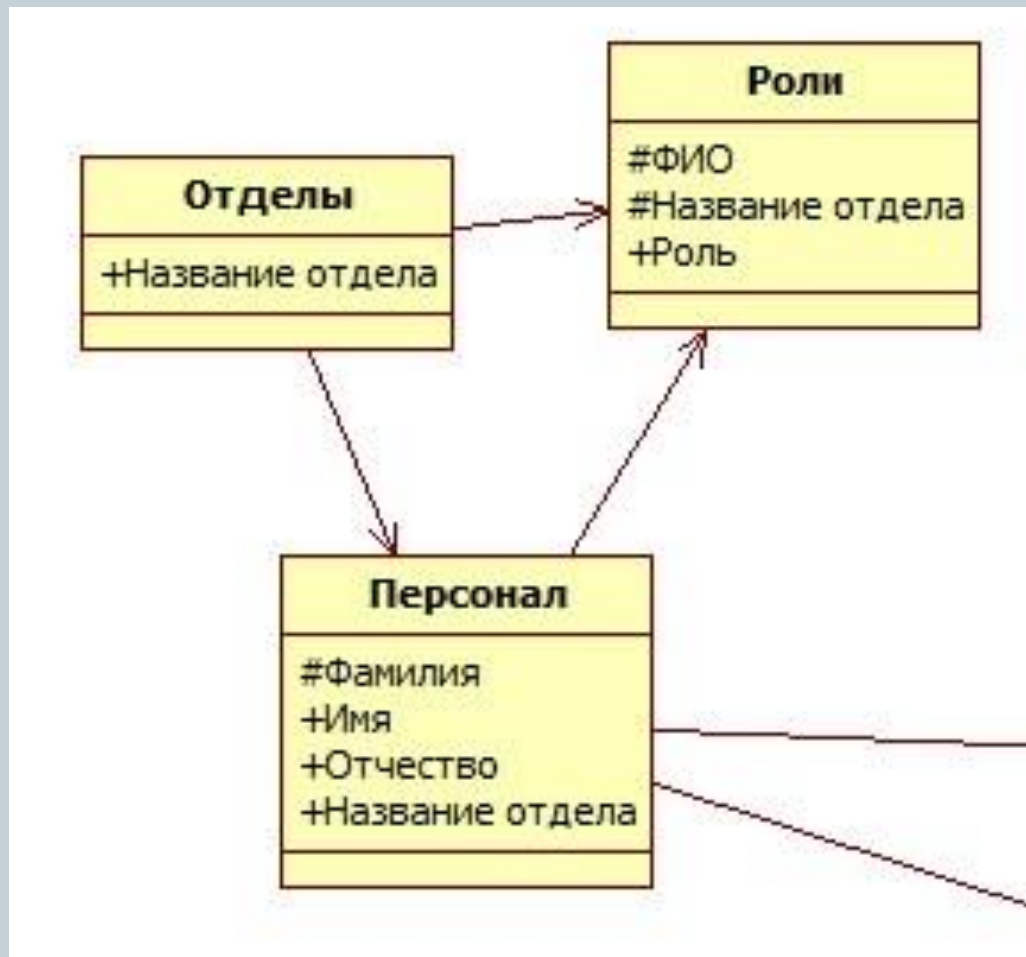 Роли
#ФИО
#Название отдела
+Роль
Отделы
+Название отдела
Персонал
#Фамилия
+Имя
+Отчество
+Название отдела